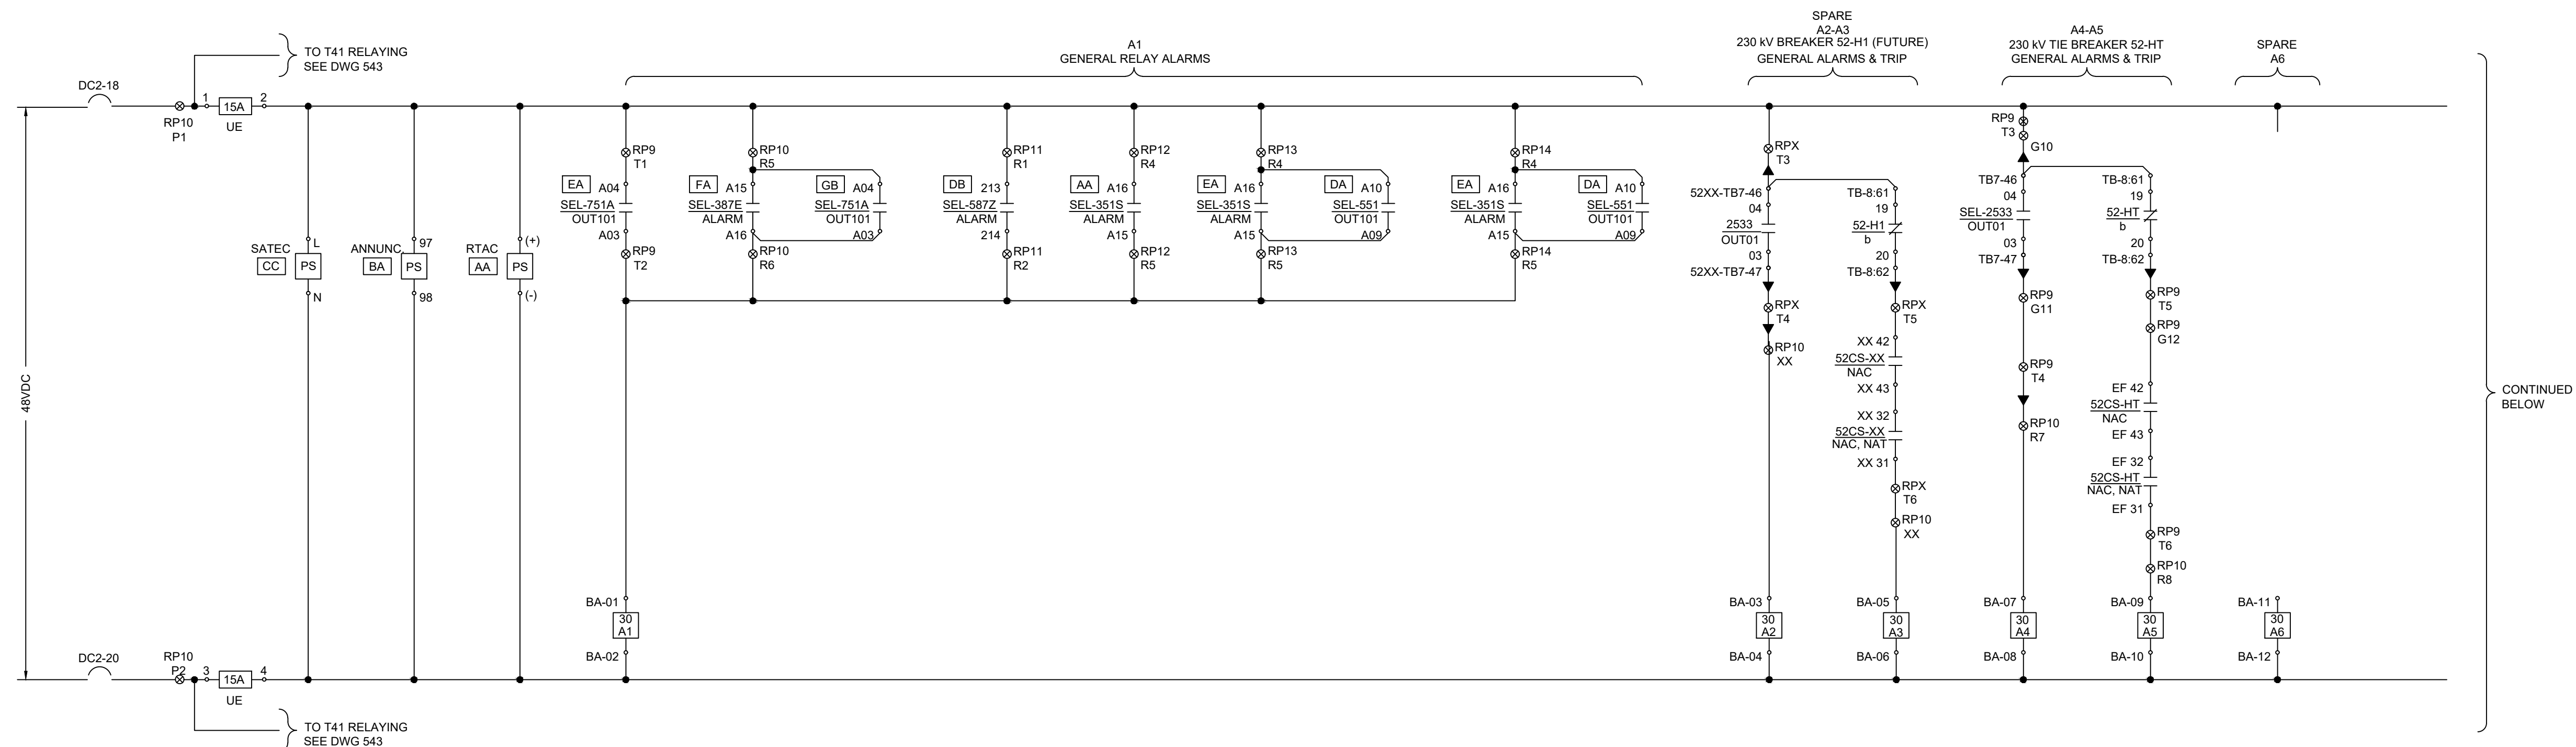 TO T41 RELAYING
SEE DWG 543
DC2-18
RP10
P1
1
15A
2
UE
48VDC
SATEC
CC
L
PS
N
ANNUNC.
BA
97
PS
98
RTAC
AA
(+)
PS
(-)
A1
GENERAL RELAY ALARMS
RP9
T1
EA
A04
SEL-751A
OUT101
A03
RP9
T2
RP10
R5
FA
A15
SEL-387E
ALARM
A16
RP10
R6
GB
A04
SEL-751A
OUT101
A03
RP11
R1
DB
213
SEL-587Z
ALARM
214
RP11
R2
RP12
R4
AA
A16
SEL-351S
ALARM
A15
RP12
R5
RP13
R4
EA
A16
SEL-351S
ALARM
A15
RP13
R5
DA
A10
SEL-551
OUT101
A09
RP14
R4
EA
A16
SEL-351S
ALARM
A15
RP14
R5
DA
A10
SEL-551
OUT101
A09
BA-01
30
A1
BA-02
SPARE
A2-A3
230 kV BREAKER 52-H1 (FUTURE)
GENERAL ALARMS & TRIP
RPX
T3
52XX-TB7-46
04
2533
OUT01
03
52XX-TB7-47
RPX
T4
RP10
XX
BA-03
30
A2
BA-04
TB-8:61
19
52-H1
b
20
TB-8:62
RPX
T5
XX 42
52CS-XX
NAC
XX 43
XX 32
52CS-XX
NAC, NAT
XX 31
RPX
T6
RP10
XX
BA-05
30
A3
BA-06
A4-A5
230 kV TIE BREAKER 52-HT
GENERAL ALARMS & TRIP
RP9
T3
G10
TB7-46
04
SEL-2533
OUT01
03
TB7-47
RP9
G11
RP9
T4
RP10
R7
BA-07
30
A4
BA-08
TB-8:61
19
52-HT
b
20
TB-8:62
RP9
T5
RP9
G12
EF 42
52CS-HT
NAC
EF 43
EF 32
52CS-HT
NAC, NAT
EF 31
RP9
T6
RP10
R8
BA-09
30
A5
BA-10
SPARE
A6
BA-11
30
A6
BA-12
CONTINUED
BELOW
DC2-20
RP10
P2
3
15A
4
UE
TO T41 RELAYING
SEE DWG 543